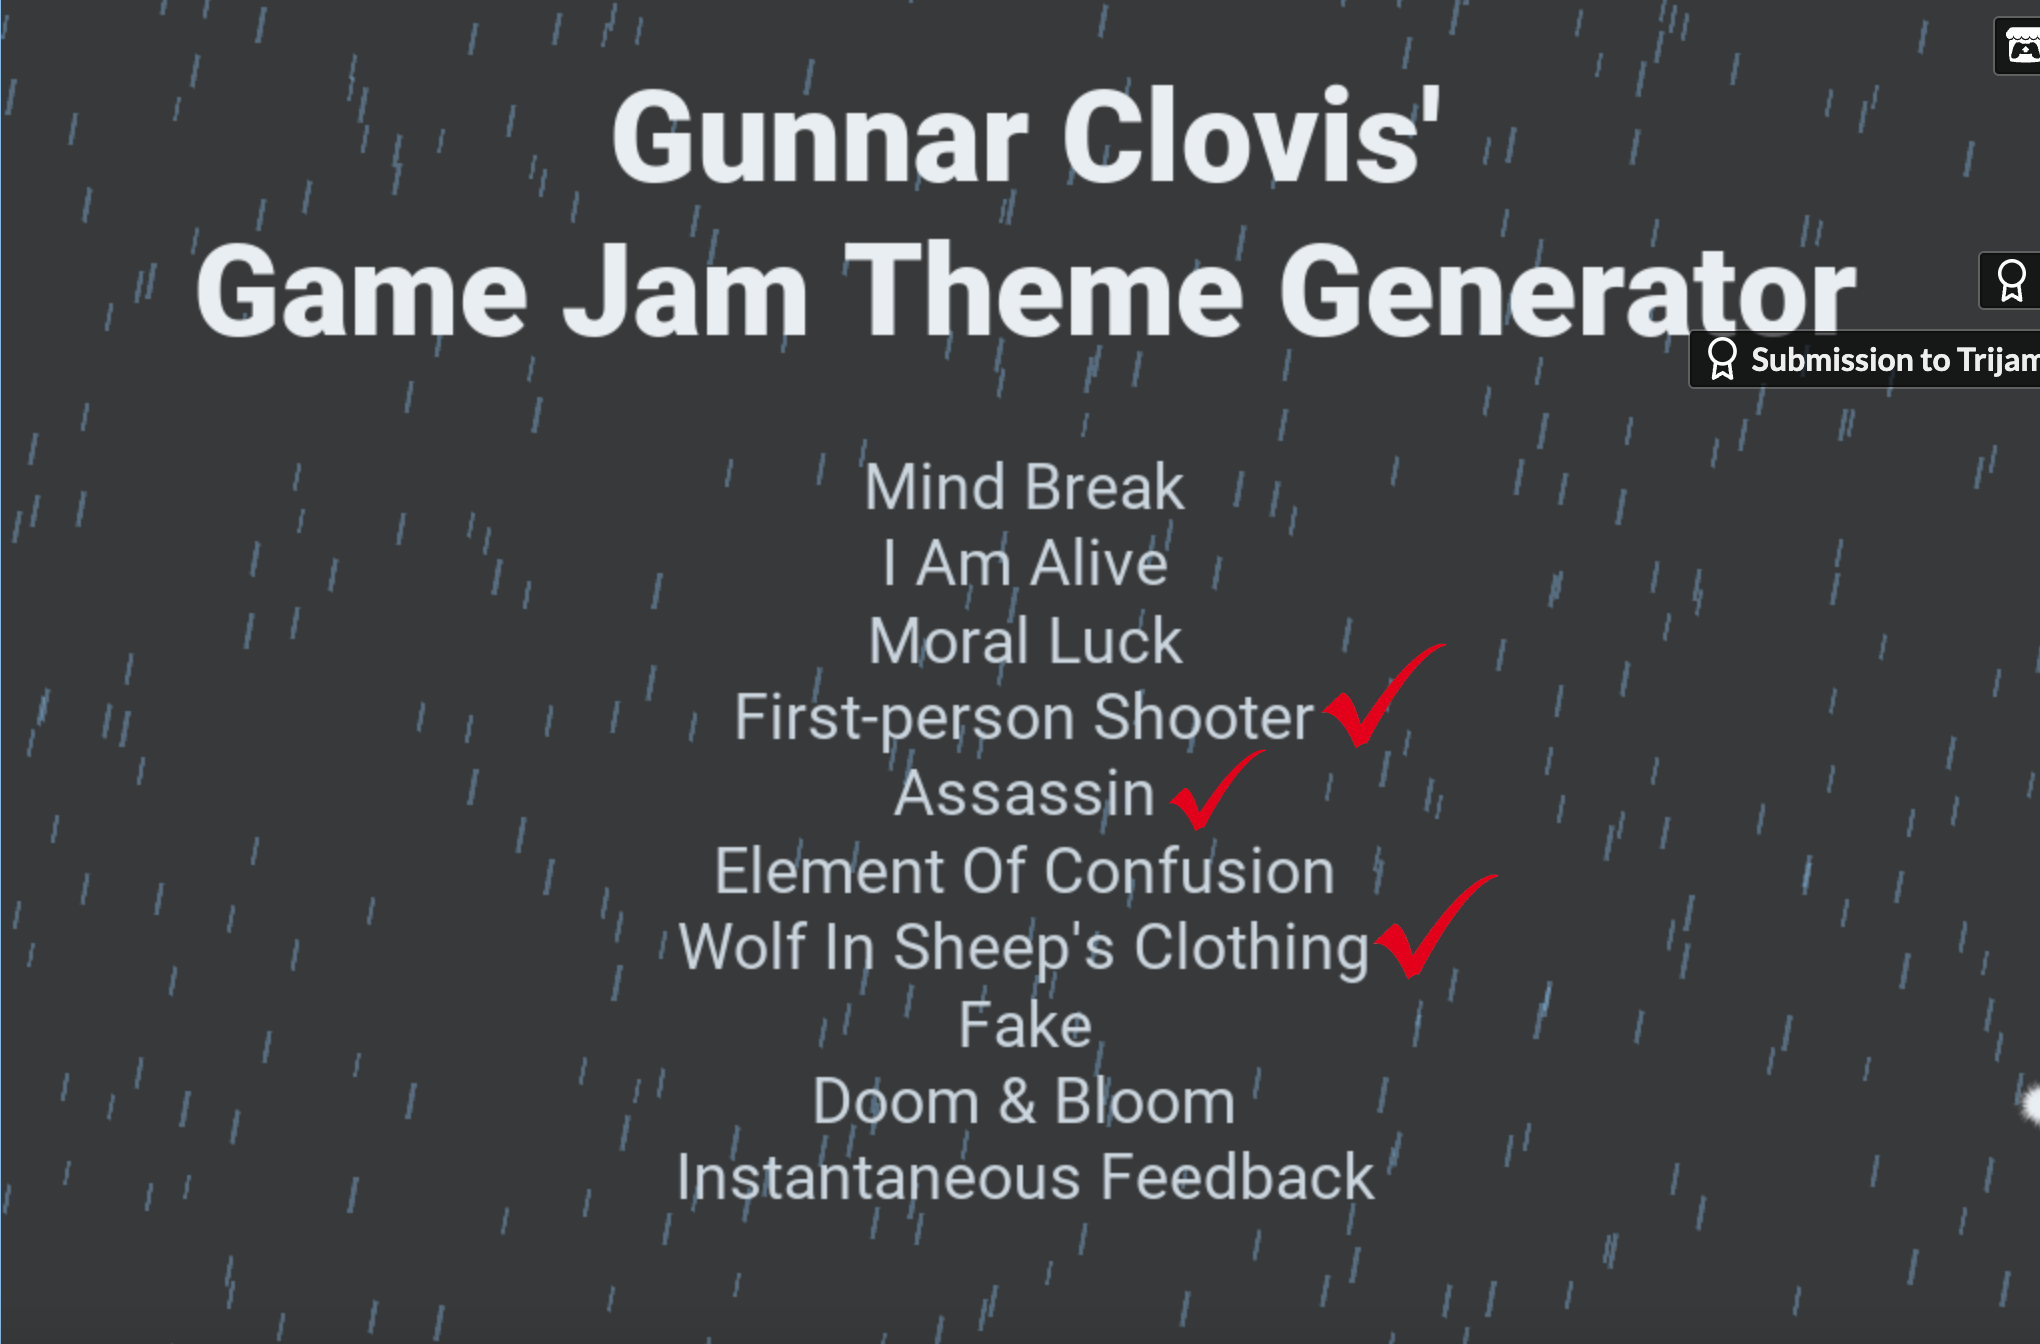 Gunnar Clovis'
Game Jam Theme Generator
Submission to Trijam
Mind Break
I Am Alive
Moral Luck
First-person Shooter
Assassin
Element Of Confusion
Wolf In Sheep's Clothing
Fake
Doom & Bloom
Instantaneous Feedback